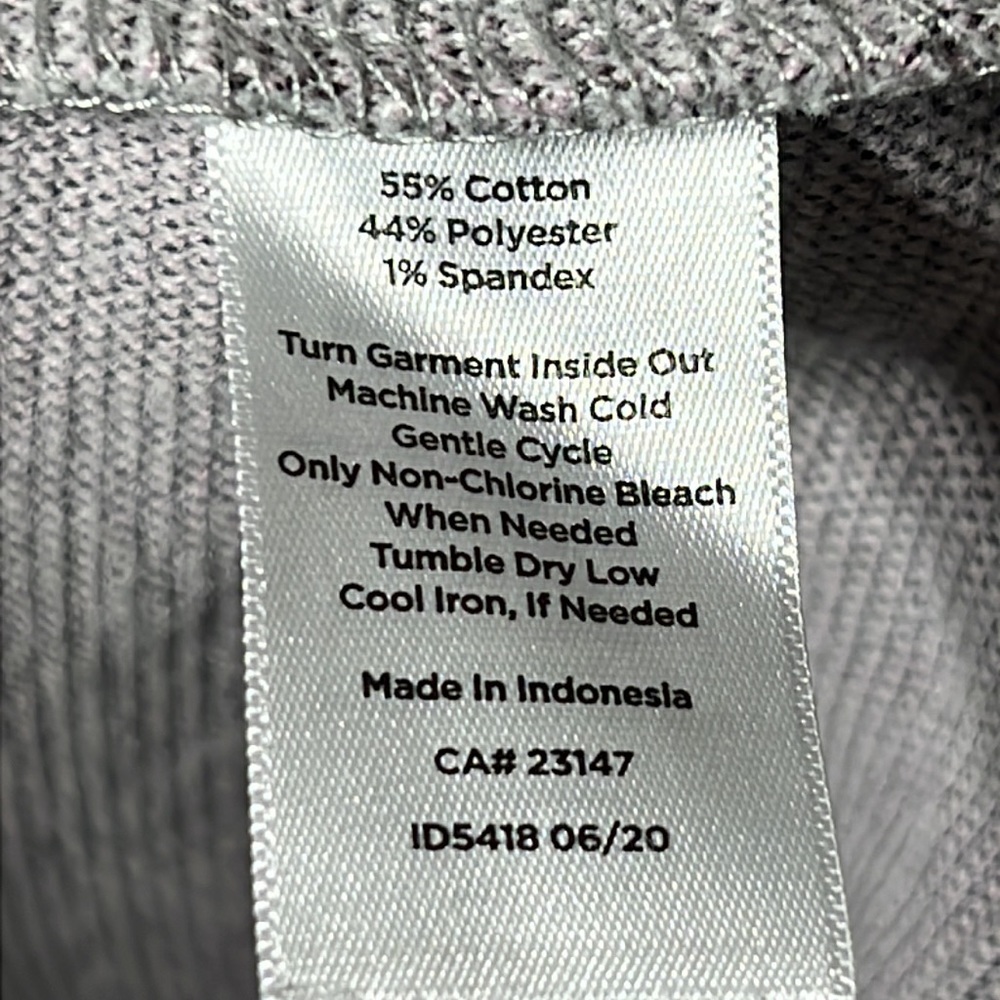 55% Cotton
44% Polyester
1% Spandex
Turn Garment Inside Out
Machine Wash Cold
Gentle Cycle
Only Non-Chlorine Bleach
When Needed
Tumble Dry Low
Cool Iron, If Needed
Made In Indonesia
CA# 23147
ID5418 06/20